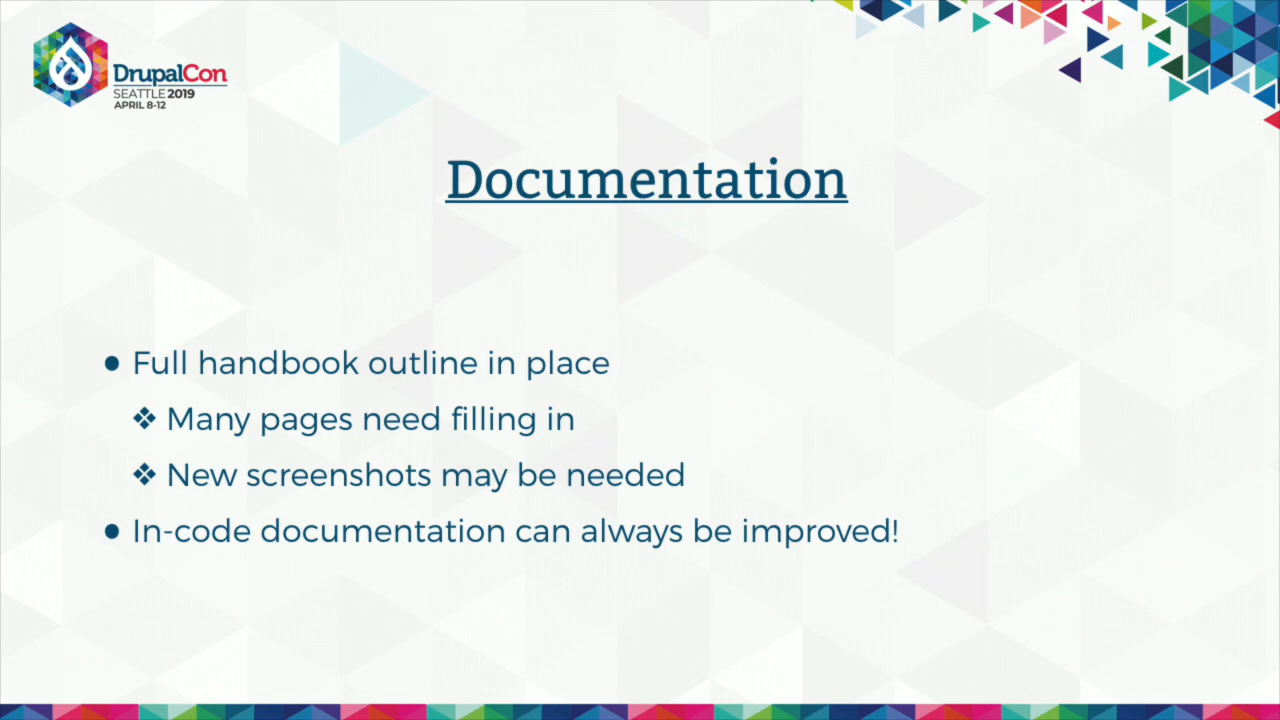 DrupalCon
SEATTLE 2019
APRIL 8-12
Documentation
● Full handbook outline in place
❖ Many pages need filling in
❖ New screenshots may be needed
● In-code documentation can always be improved!